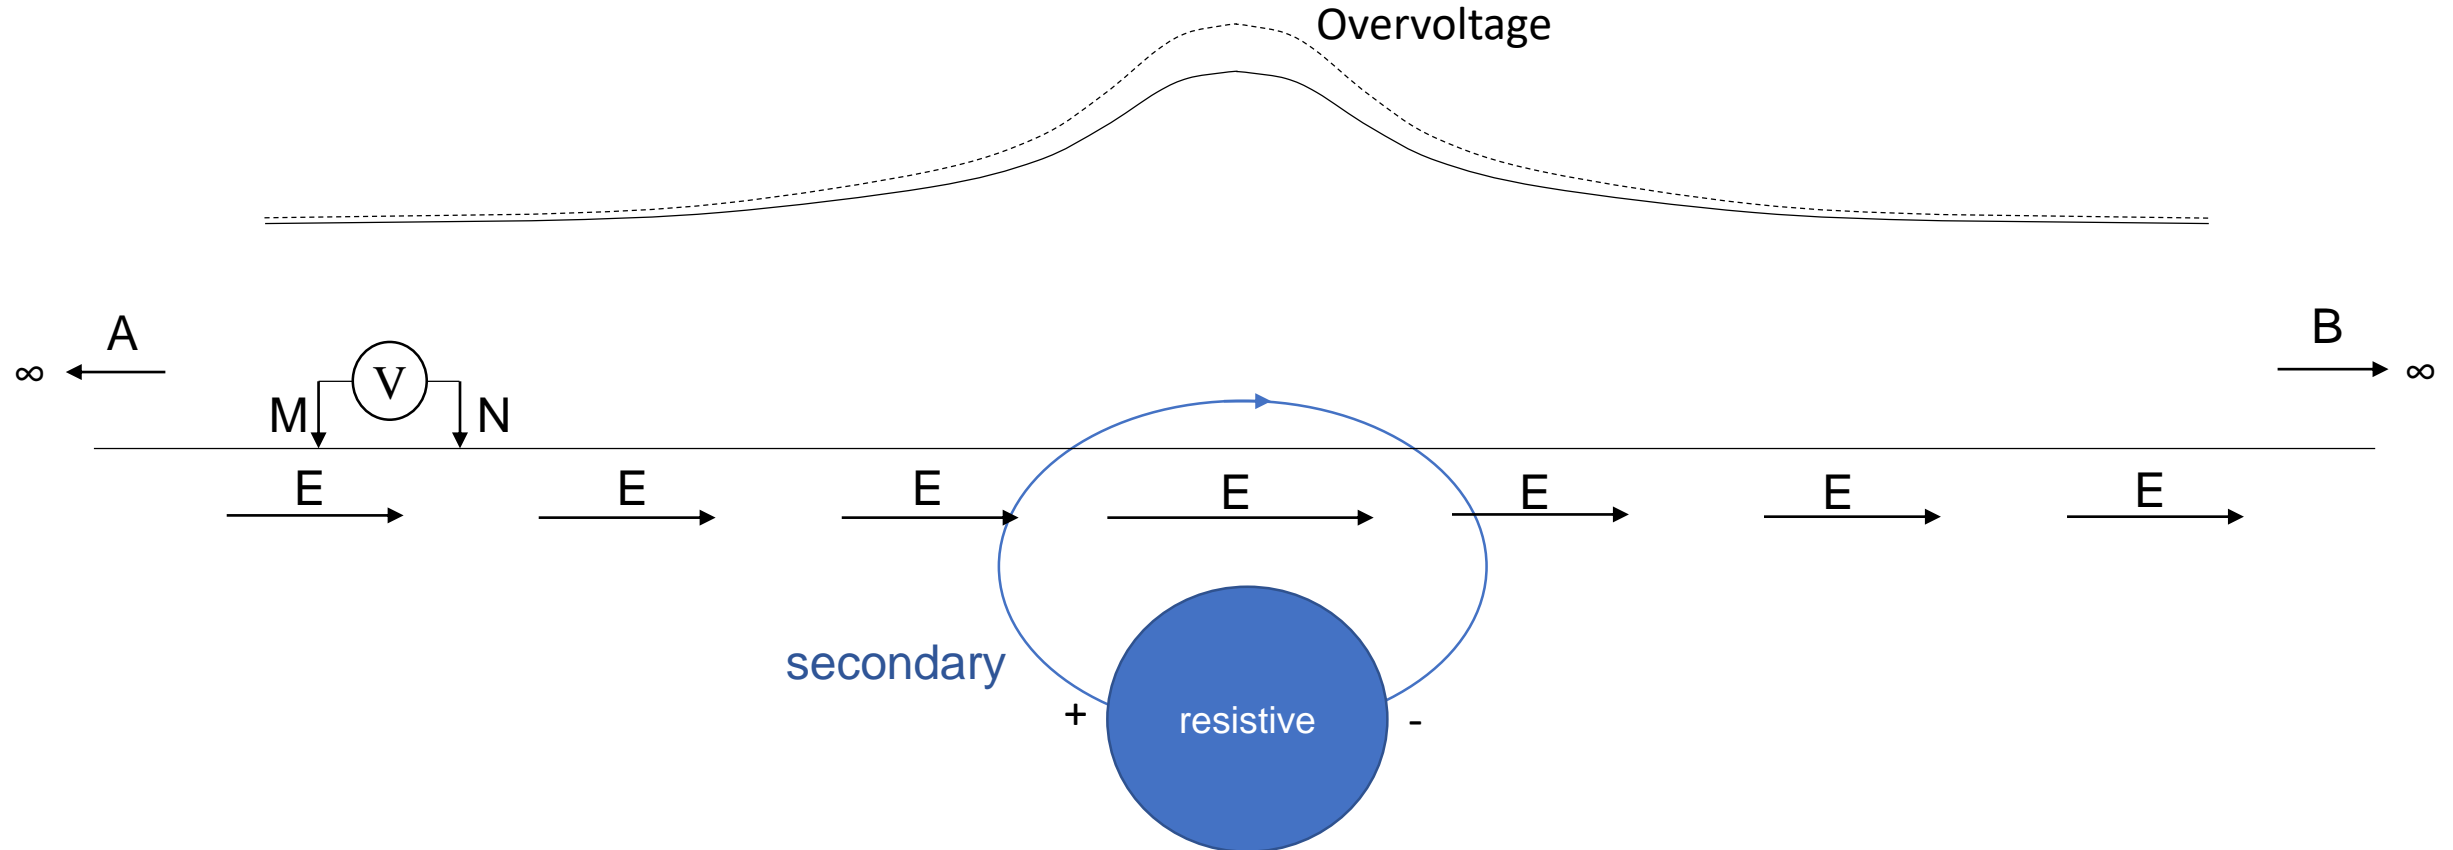 Overvoltage
A
B
∞
∞
V
M
N
E
E
E
E
E
E
E
secondary
+
resistive
-